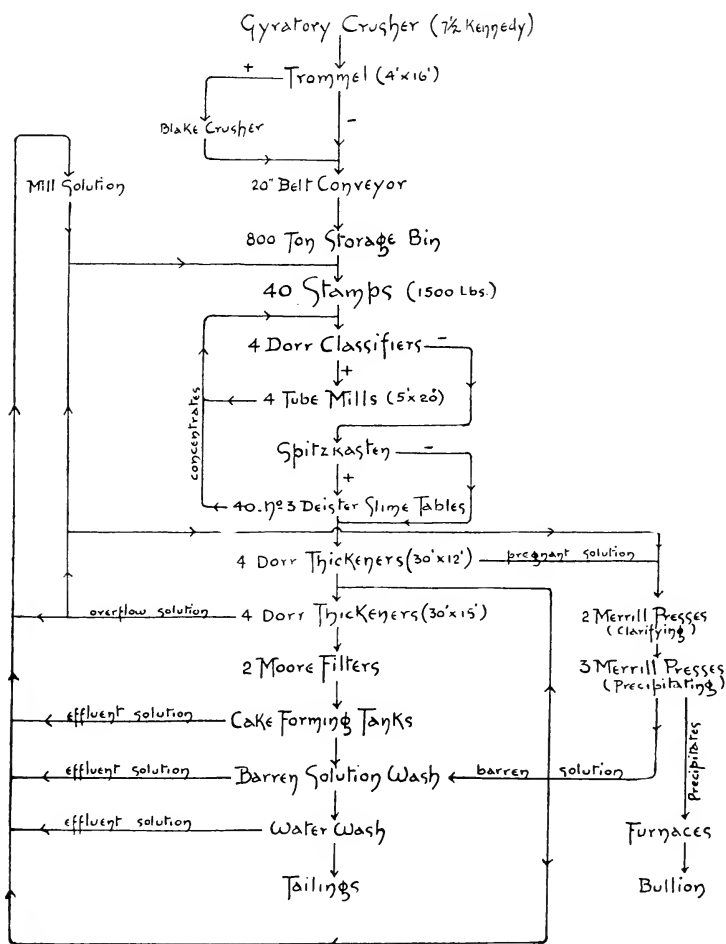 Gyratory Crusher (7½ Kennedy)
+
Trommel (4'x16')
-
Blake Crusher
Mill Solution
20" Belt Conveyor
800 Ton Storage Bin
40 Stamps (1500 Lbs.)
4 Dorr Classifiers
-
+
concentrates
4 Tube Mills (5'x20')
Spitzkasten
-
+
40. Nº 3 Deister Slime Tables
4 Dorr Thickeners (30'x12')
pregnant solution
overflow solution
4 Dorr Thickeners (30'x15')
2 Merrill Presses
(Clarifying)
2 Moore Filters
3 Merrill Presses
(Precipitating)
effluent solution
Cake Forming Tanks
effluent solution
Barren Solution Wash
barren solution
Precipitates
effluent solution
Water Wash
Furnaces
Tailings
Bullion